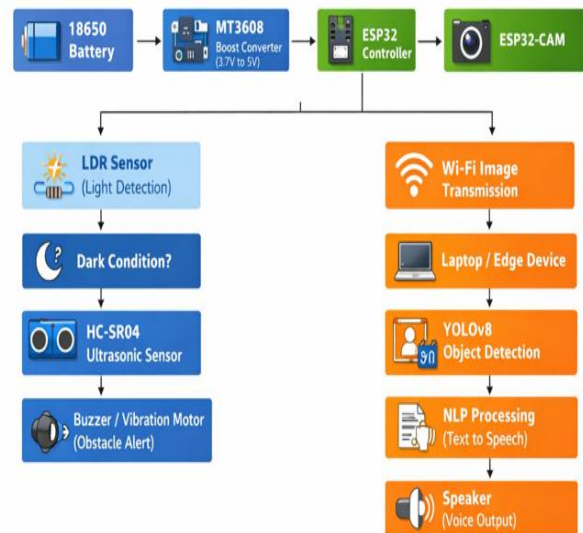 18650
Battery
MT3608
Boost Converter
(3.7V to 5V)
ESP32
Controller
ESP32-CAM
LDR Sensor
(Light Detection)
Dark Condition?
HC-SR04
Ultrasonic Sensor
Buzzer / Vibration Motor
(Obstacle Alert)
Wi-Fi Image
Transmission
Laptop / Edge Device
YOLOv8
Object Detection
NLP Processing
(Text to Speech)
Speaker
(Voice Output)